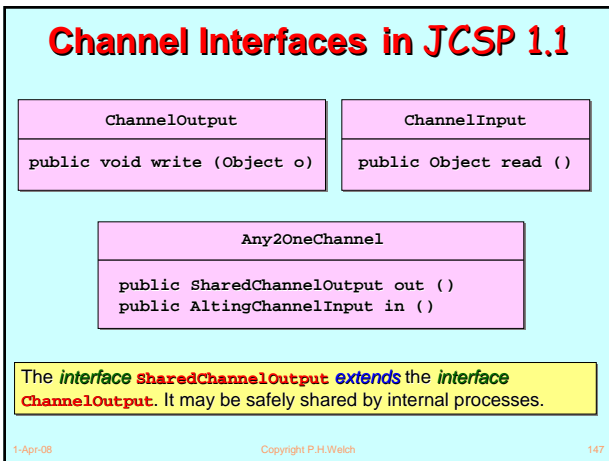 Channel Interfaces in JCSP 1.1
ChannelOutput
public void write (Object o)
ChannelInput
public Object read ()
Any2OneChannel
public SharedChannelOutput out ()
public AltingChannelInput in ()
The interface SharedChannelOutput extends the interface
ChannelOutput. It may be safely shared by internal processes.
1-Apr-08
Copyright P.H.Welch
147